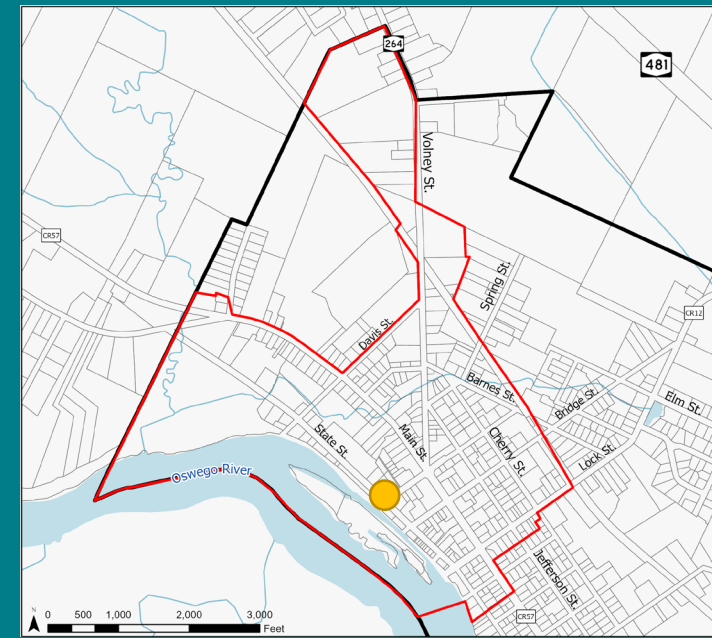 264
481
Volney St.
CR57
Spring St.
CR12
Davis St.
Barnes St.
Bridge St.
Elm St.
State St.
Main St.
Cherry St.
Lock St.
Oswego River
Jefferson St.
CR57
N
0 500 1,000 2,000 3,000
Feet